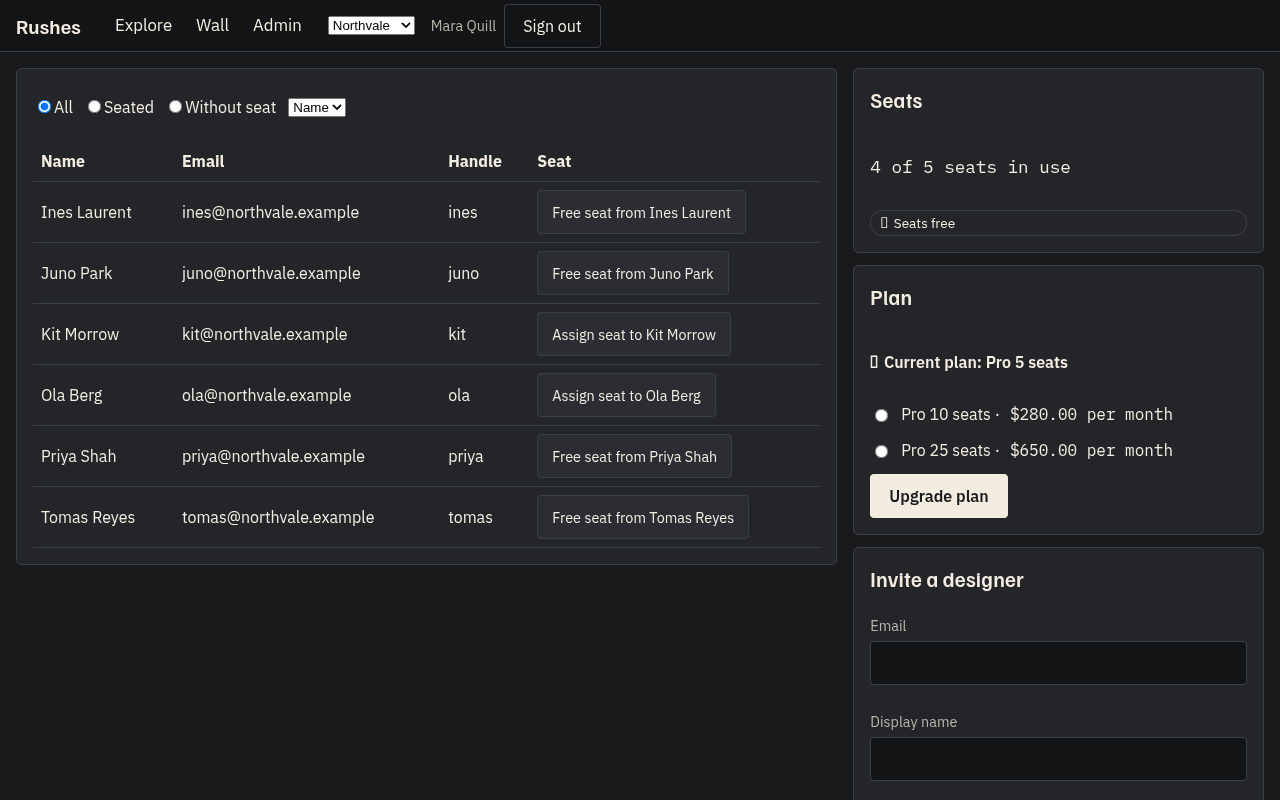 Rushes Explore Wall Admin Northvale Mara Quill Sign out
All Seated Without seat Name
Name Email Handle Seat
Ines Laurent ines@northvale.example ines Free seat from Ines Laurent
Juno Park juno@northvale.example juno Free seat from Juno Park
Kit Morrow kit@northvale.example kit Assign seat to Kit Morrow
Ola Berg ola@northvale.example ola Assign seat to Ola Berg
Priya Shah priya@northvale.example priya Free seat from Priya Shah
Tomas Reyes tomas@northvale.example tomas Free seat from Tomas Reyes
Seats
4 of 5 seats in use
Seats free
Plan
Current plan: Pro 5 seats
Pro 10 seats · $280.00 per month
Pro 25 seats · $650.00 per month
Upgrade plan
Invite a designer
Email
Display name